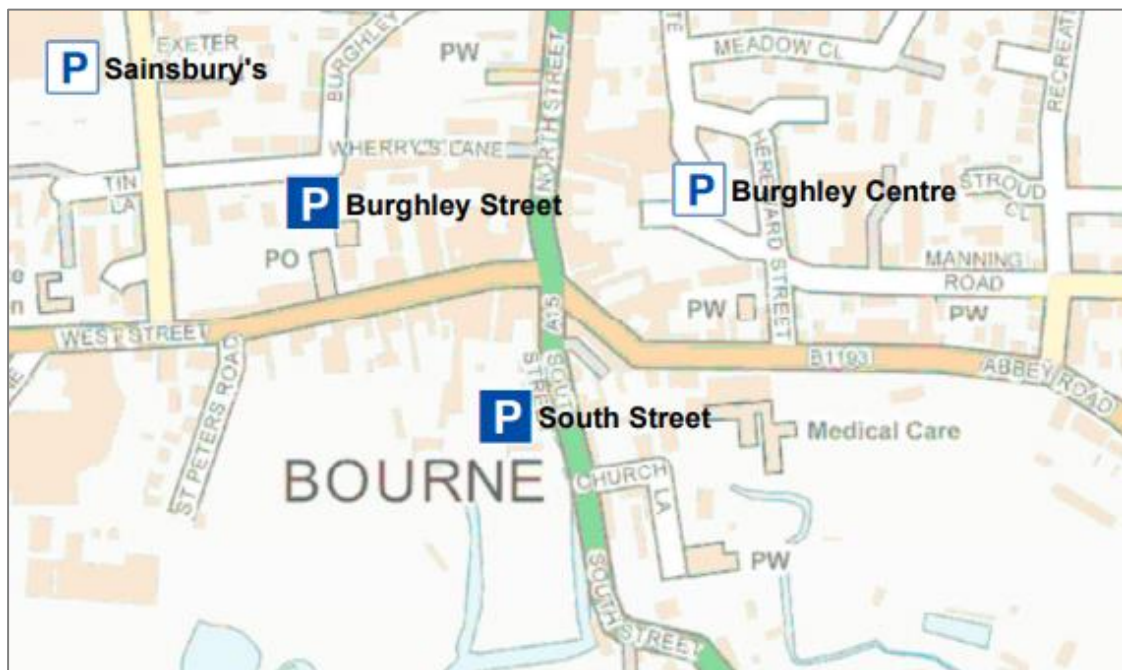 P Sainsbury's
EXETER
BURGHLEY
PW
NORTH STREET
MEADOW CL
RECREATI
WHERRY'S LANE
TIN
LA
P Burghley Street
P Burghley Centre
HEREWARD STREET
STROUD
CL
PO
MANNING
ROAD
PW
PW
WEST STREET
A15
B1193
ABBEY ROAD
ST PETERS ROAD
SOUTH
STREE
P South Street
Medical Care
BOURNE
CHURCH
LA
PW
SOUTH STREET